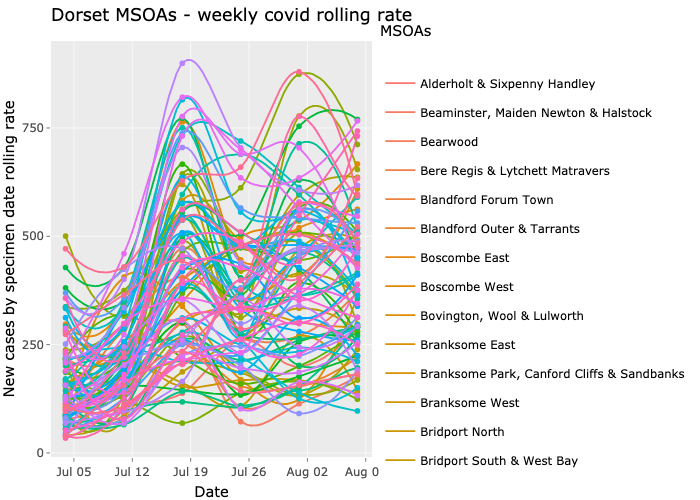 Dorset MSOAs - weekly covid rolling rate
MSOAs
New cases by specimen date rolling rate
750
500
250
0
Jul 05
Jul 12
Jul 19
Jul 26
Aug 02
Aug 0
Date
Alderholt & Sixpenny Handley
Beaminster, Maiden Newton & Halstock
Bearwood
Bere Regis & Lytchett Matravers
Blandford Forum Town
Blandford Outer & Tarrants
Boscombe East
Boscombe West
Bovington, Wool & Lulworth
Branksome East
Branksome Park, Canford Cliffs & Sandbanks
Branksome West
Bridport North
Bridport South & West Bay